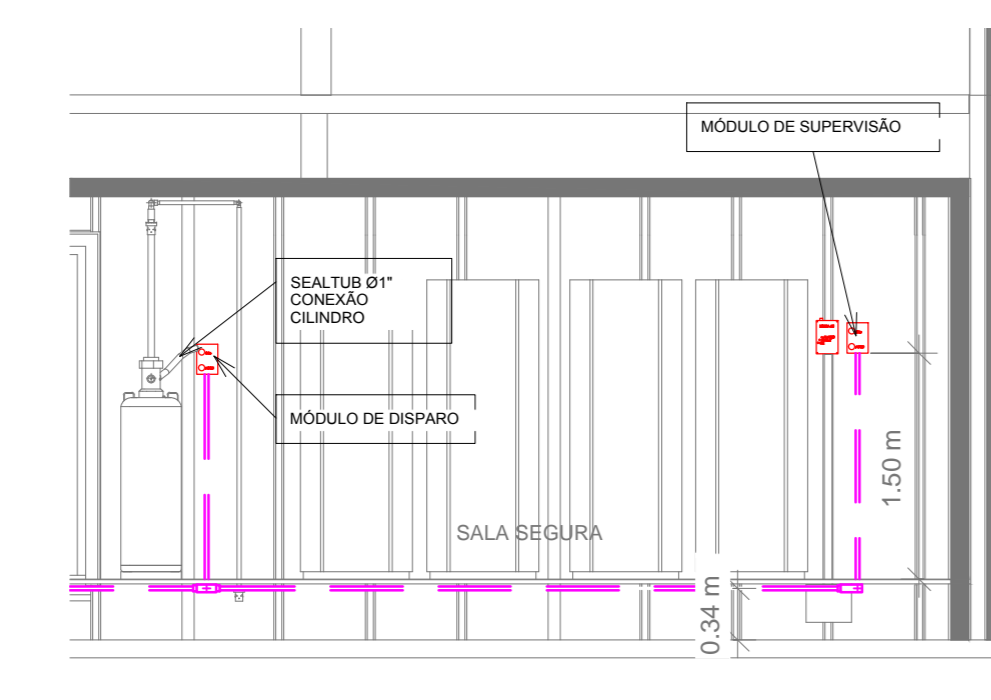 MÓDULO DE SUPERVISÃO
SEALTUB Ø1"
CONEXÃO
CILINDRO
MÓDULO DE DISPARO
1.50 m
SALA SEGURA
0.34 m